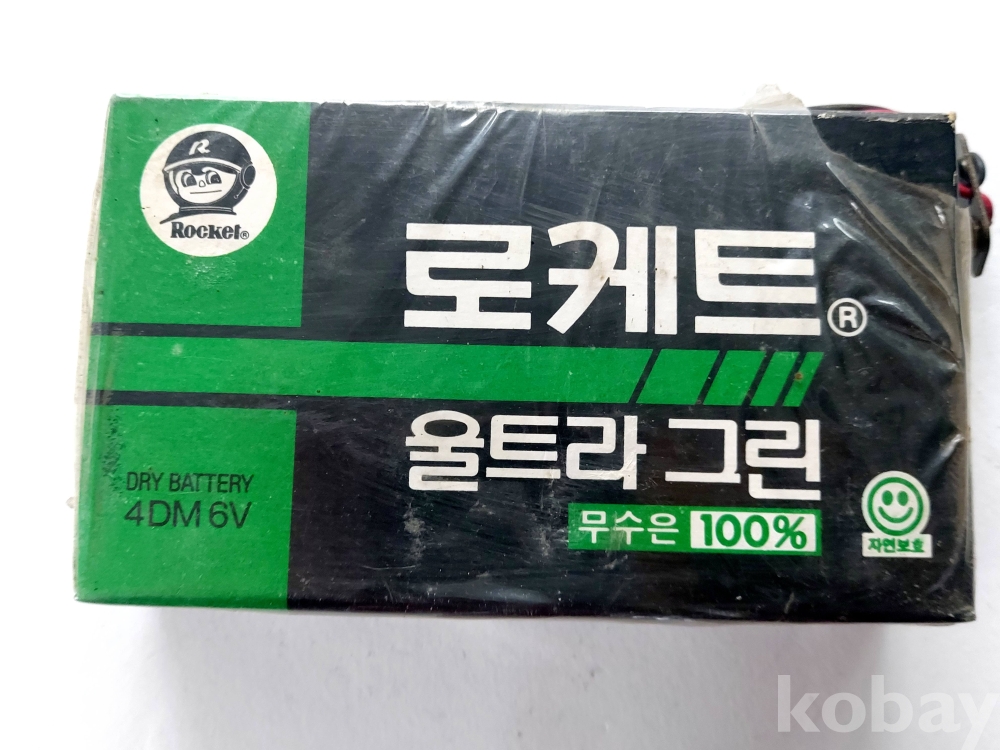 R
Rocket®
로케트®
울트라 그린
무수은 100%
DRY BATTERY
4DM 6V
자연보호
kobay